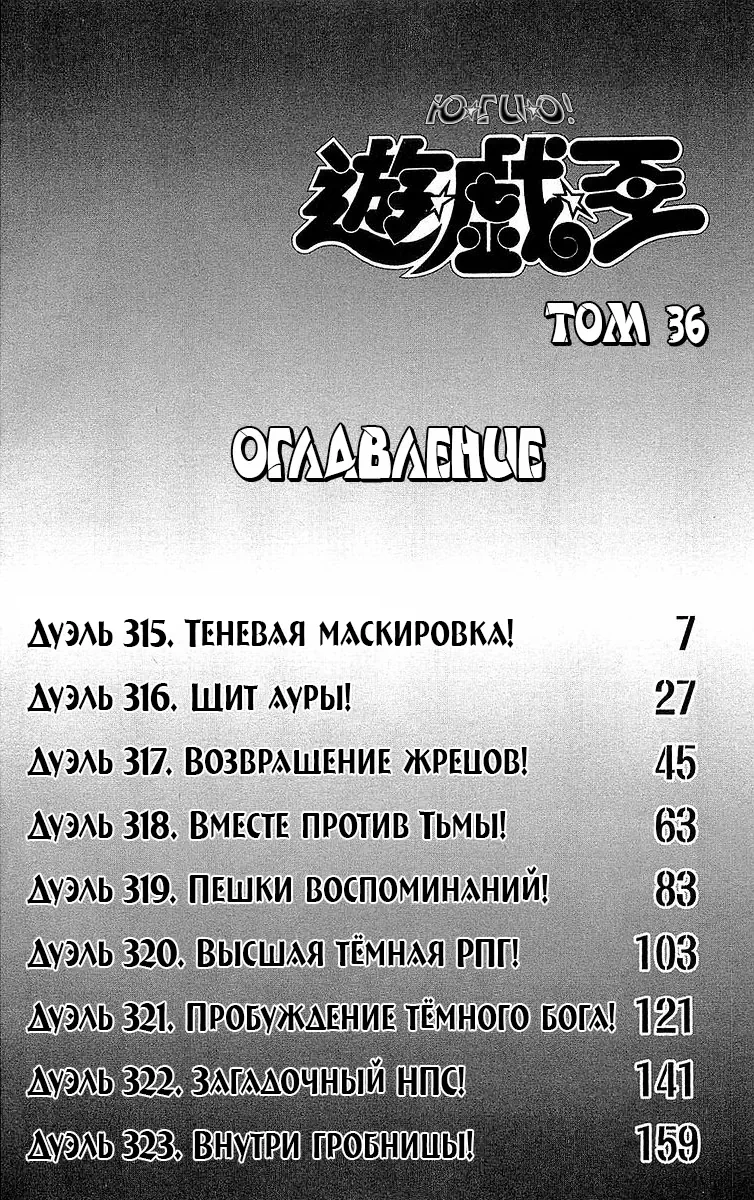 Ю-ГИ-О!
遊☆戯☆王
ТОМ 36
ОГЛАВЛЕНИЕ
Дуэль 315. Теневая маскировка! 7
Дуэль 316. Щит ауры! 27
Дуэль 317. Возвращение жрецов! 45
Дуэль 318. Вместе против Тьмы! 63
Дуэль 319. Пешки воспоминаний! 83
Дуэль 320. Высшая тёмная РПГ! 103
Дуэль 321. Пробуждение тёмного бога! 121
Дуэль 322. Загадочный НПС! 141
Дуэль 323. Внутри гробницы! 159